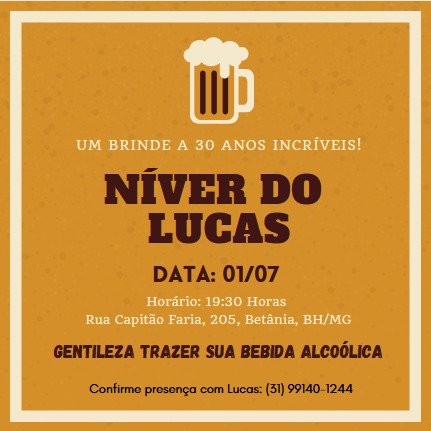 UM BRINDE A 30 ANOS INCRÍVEIS!
NÍVER DO
LUCAS
DATA: 01/07
Horário: 19:30 Horas
Rua Capitão Faria, 205, Betânia, BH/MG
GENTILEZA TRAZER SUA BEBIDA ALCOÓLICA
Confirme presença com Lucas: (31) 99140-1244